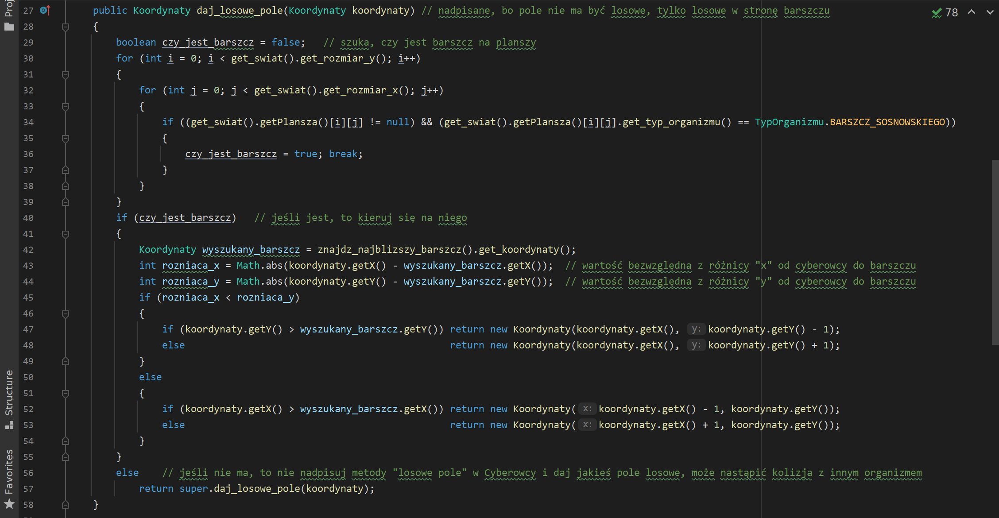 Proj
Structure
Favorites
78
27 public Koordynaty daj_losowe_pole(Koordynaty koordynaty) // nadpisane, bo pole nie ma być losowe, tylko losowe w stronę barszczu
28 {
29 boolean czy_jest_barszcz = false; // szuka, czy jest barszcz na planszy
30 for (int i = 0; i < get_swiat().get_rozmiar_y(); i++)
31 {
32 for (int j = 0; j < get_swiat().get_rozmiar_x(); j++)
33 {
34 if ((get_swiat().getPlansza()[i][j] != null) && (get_swiat().getPlansza()[i][j].get_typ_organizmu() == TypOrganizmu.BARSZCZ_SOSNOWSKIEGO))
35 {
36 czy_jest_barszcz = true; break;
37 }
38 }
39 }
40 if (czy_jest_barszcz) // jeśli jest, to kieruj się na niego
41 {
42 Koordynaty wyszukany_barszcz = znajdz_najblizszy_barszcz().get_koordynaty();
43 int rozniaca_x = Math.abs(koordynaty.getX() - wyszukany_barszcz.getX()); // wartość bezwzględna z różnicy "x" od cyberowcy do barszczu
44 int rozniaca_y = Math.abs(koordynaty.getY() - wyszukany_barszcz.getY()); // wartość bezwzględna z różnicy "y" od cyberowcy do barszczu
45 if (rozniaca_x < rozniaca_y)
46 {
47 if (koordynaty.getY() > wyszukany_barszcz.getY()) return new Koordynaty(koordynaty.getX(), y: koordynaty.getY() - 1);
48 else return new Koordynaty(koordynaty.getX(), y: koordynaty.getY() + 1);
49 }
50 else
51 {
52 if (koordynaty.getX() > wyszukany_barszcz.getX()) return new Koordynaty( x: koordynaty.getX() - 1, koordynaty.getY());
53 else return new Koordynaty( x: koordynaty.getX() + 1, koordynaty.getY());
54 }
55 }
56 else // jeśli nie ma, to nie nadpisuj metody "losowe pole" w Cyberowcy i daj jakieś pole losowe, może nastąpić kolizja z innym organizmem
57 return super.daj_losowe_pole(koordynaty);
58 }